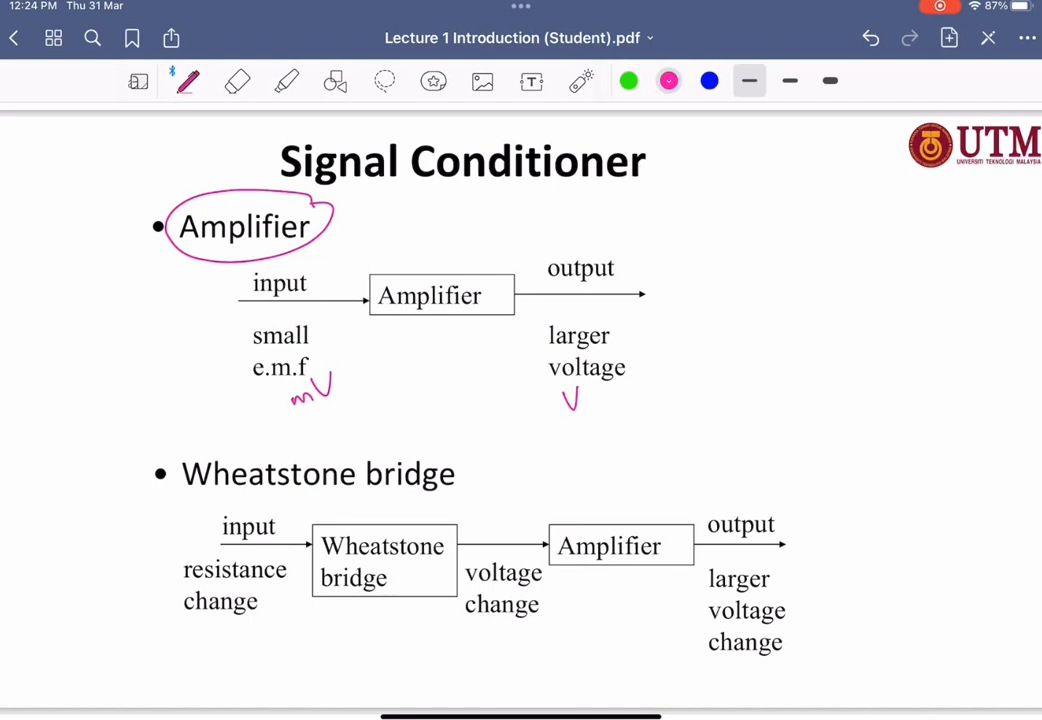 12:24 PM Thu 31 Mar
87%
Lecture 1 Introduction (Student).pdf
T
Signal Conditioner
UTM
UNIVERSITI TEKNOLOGI MALAYSIA
• Amplifier
input
Amplifier
output
small
e.m.f
larger
voltage
mV
V
• Wheatstone bridge
input
Wheatstone
bridge
Amplifier
output
resistance
change
voltage
change
larger
voltage
change